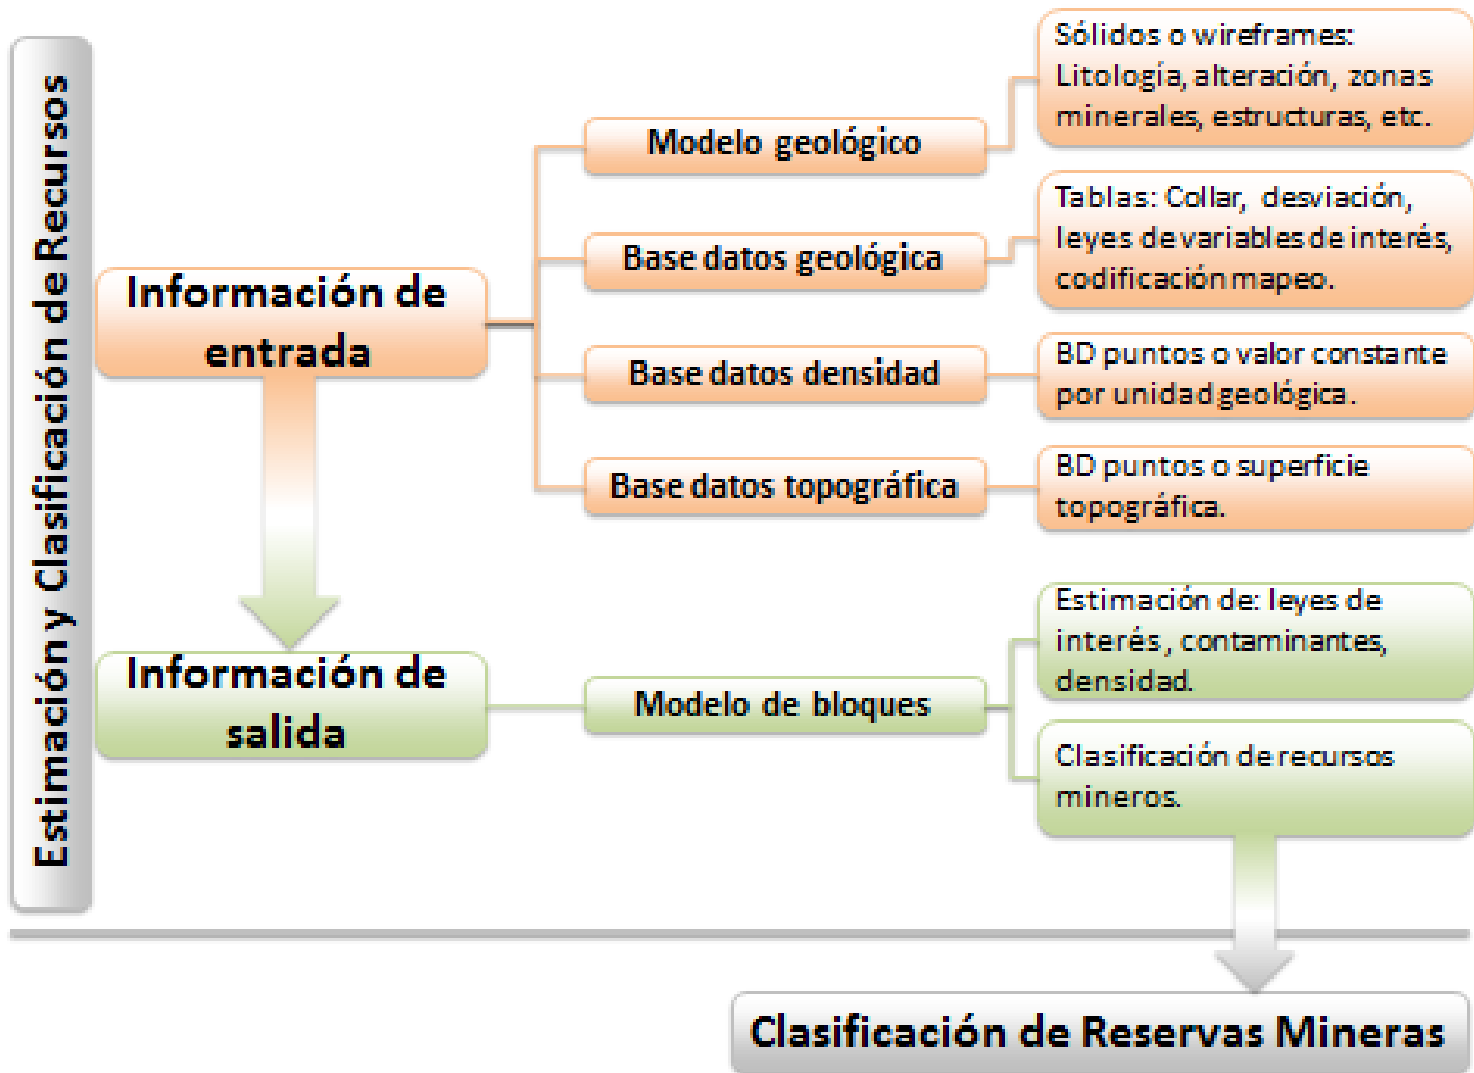 Estimación y Clasificación de Recursos
Información de
entrada
Modelo geológico
Sólidos o wireframes:
Litología, alteración, zonas
minerales, estructuras, etc.
Base datos geológica
Tablas: Collar, desviación,
leyes de variables de interés,
codificación mapeo.
Base datos densidad
BD puntos o valor constante
por unidad geológica.
Base datos topográfica
BD puntos o superficie
topográfica.
Información de
salida
Modelo de bloques
Estimación de: leyes de
interés, contaminantes,
densidad.
Clasificación de recursos
mineros.
Clasificación de Reservas Mineras